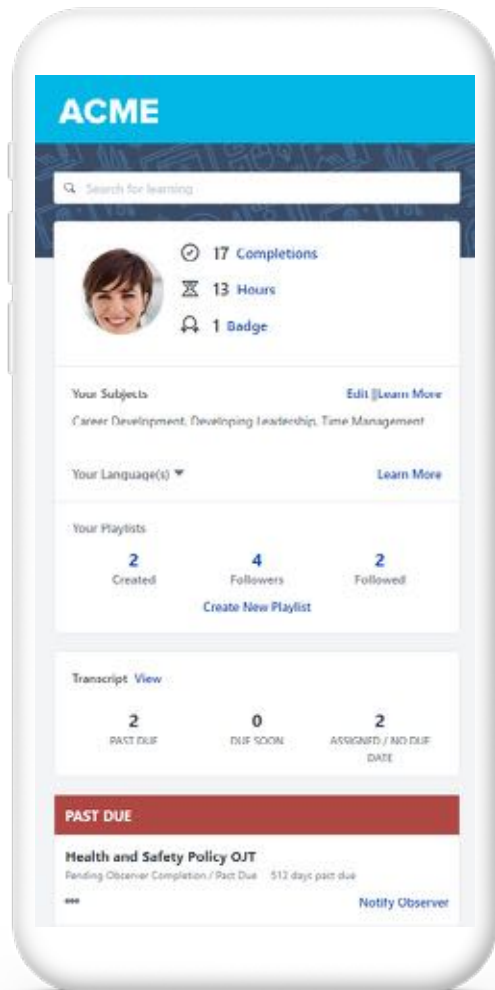 ACME
Search for learning
17 Completions
13 Hours
1 Badge
Your Subjects Edit ||Learn More
Career Development, Developing Leadership, Time Management
Your Language(s) Learn More
Your Playlists
2 4 2
Created Followers Followed
Create New Playlist
Transcript View
2 0 2
PAST DUE DUE SOON ASSIGNED / NO DUE
DATE
PAST DUE
Health and Safety Policy OJT
Pending Observer Completion / Past Due 512 days past due
Notify Observer